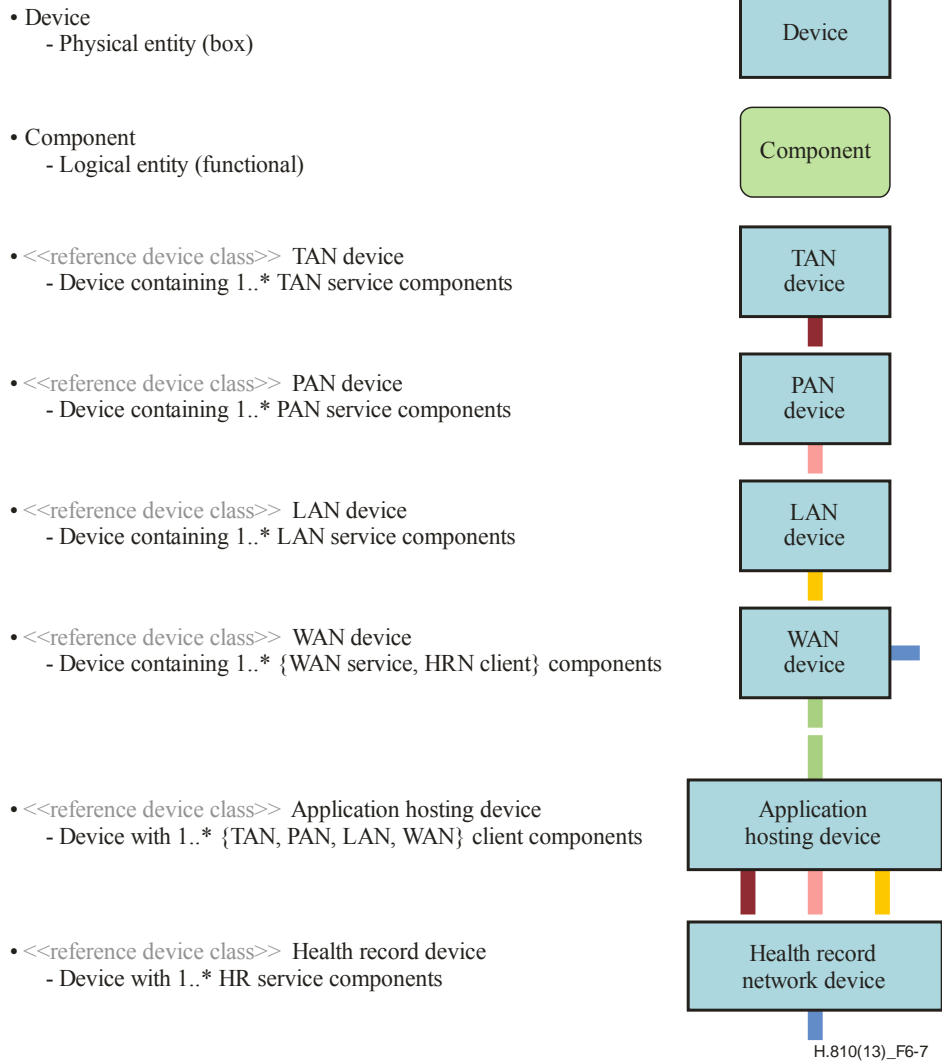 • Device
- Physical entity (box)
Device
• Component
- Logical entity (functional)
Component
• <<reference device class>> TAN device
- Device containing 1..* TAN service components
TAN
device
• <<reference device class>> PAN device
- Device containing 1..* PAN service components
PAN
device
• <<reference device class>> LAN device
- Device containing 1..* LAN service components
LAN
device
• <<reference device class>> WAN device
- Device containing 1..* {WAN service, HRN client} components
WAN
device
• <<reference device class>> Application hosting device
- Device with 1..* {TAN, PAN, LAN, WAN} client components
Application
hosting device
• <<reference device class>> Health record device
- Device with 1..* HR service components
Health record
network device
H.810(13)_F6-7